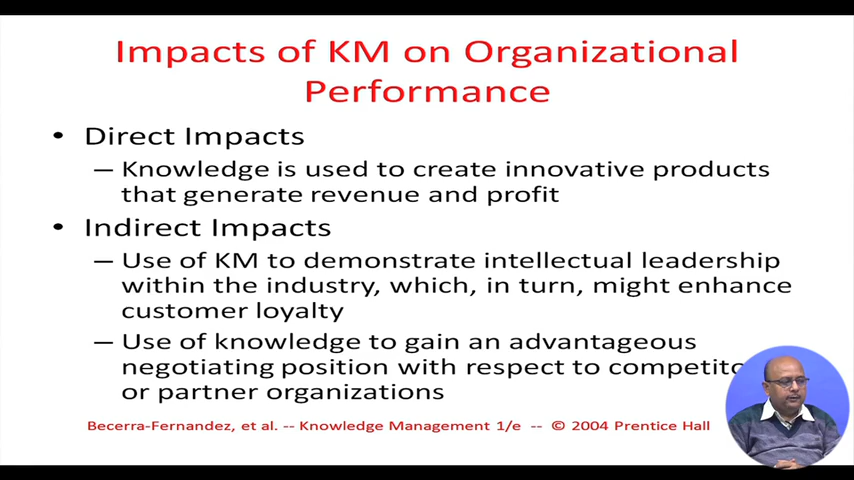 Impacts of KM on Organizational
Performance
• Direct Impacts
– Knowledge is used to create innovative products
that generate revenue and profit
• Indirect Impacts
– Use of KM to demonstrate intellectual leadership
within the industry, which, in turn, might enhance
customer loyalty
– Use of knowledge to gain an advantageous
negotiating position with respect to competito
or partner organizations
Becerra-Fernandez, et al. -- Knowledge Management 1/e -- © 2004 Prentice Hall